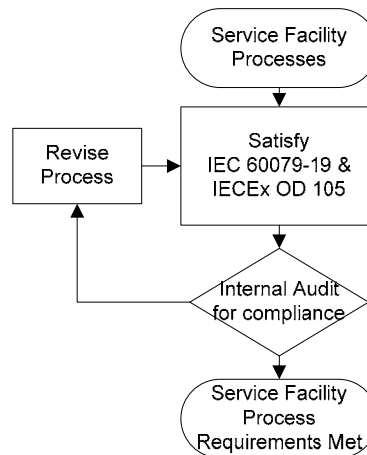 Service Facility
Processes
Revise
Process
Satisfy
IEC 60079-19 &
IECEx OD 105
Internal Audit
for compliance
Service Facility
Process
Requirements Met